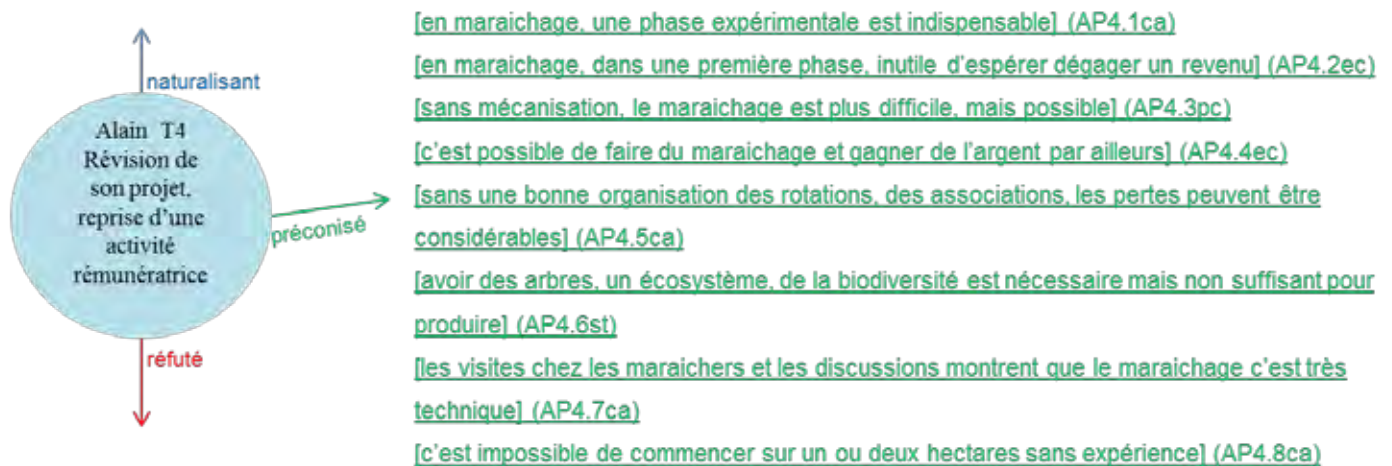 naturalisant
Alain T4
Révision de
son projet,
reprise d’une
activité
rémunératrice
préconisé
réfuté
[en maraichage, une phase expérimentale est indispensable] (AP4.1ca)
[en maraichage, dans une première phase, inutile d’espérer dégager un revenu] (AP4.2ec)
[sans mécanisation, le maraichage est plus difficile, mais possible] (AP4.3pc)
[c’est possible de faire du maraichage et gagner de l’argent par ailleurs] (AP4.4ec)
[sans une bonne organisation des rotations, des associations, les pertes peuvent être
considérables] (AP4.5ca)
[avoir des arbres, un écosystème, de la biodiversité est nécessaire mais non suffisant pour
produire] (AP4.6st)
[les visites chez les maraichers et les discussions montrent que le maraichage c’est très
technique] (AP4.7ca)
[c’est impossible de commencer sur un ou deux hectares sans expérience] (AP4.8ca)